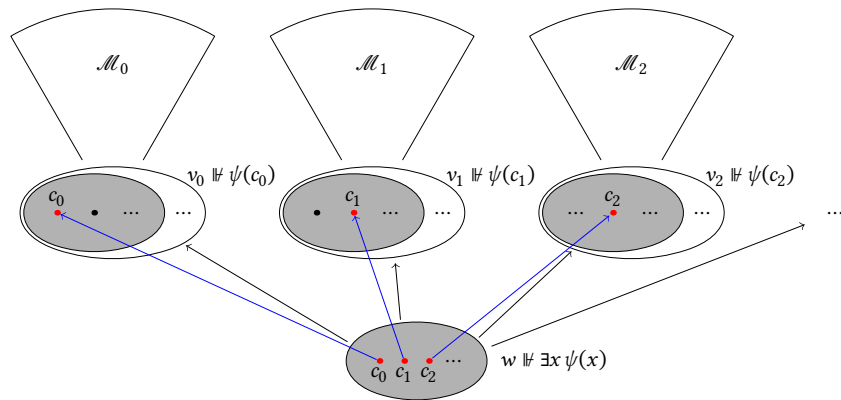 ℳ₀ ℳ₁ ℳ₂
v₀ ⊮ ψ(c₀) v₁ ⊮ ψ(c₁) v₂ ⊮ ψ(c₂)
c₀ c₁ c₂
... ... ... ... ... ... ... ...
... w ⊮ ∃x ψ(x)
c₀ c₁ c₂